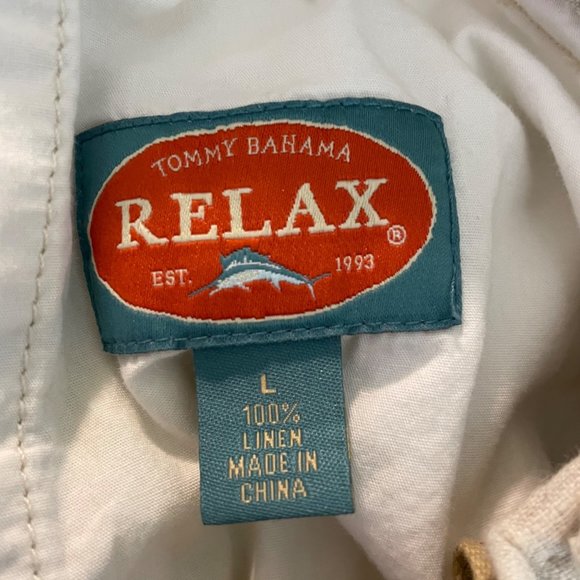 TOMMY BAHAMA
RELAX®
EST. 1993
L
100%
LINEN
MADE IN
CHINA